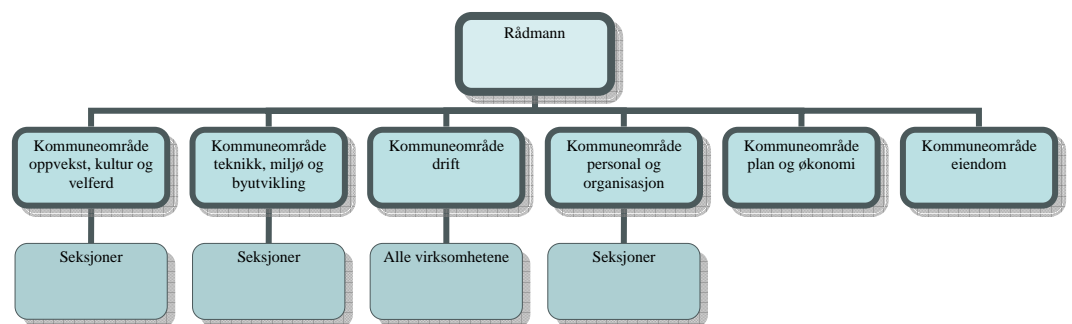 Rådmann
Kommuneområde
oppvekst, kultur og
velferd
Kommuneområde
teknikk, miljø og
byutvikling
Kommuneområde
drift
Kommuneområde
personal og
organisasjon
Kommuneområde
plan og økonomi
Kommuneområde
eiendom
Seksjoner
Seksjoner
Alle virksomhetene
Seksjoner